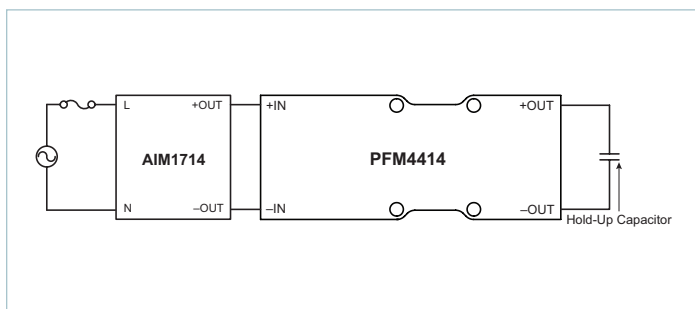 L
+OUT
+IN
+OUT
AIM1714
PFM4414
N
–OUT
–IN
–OUT
Hold-Up Capacitor